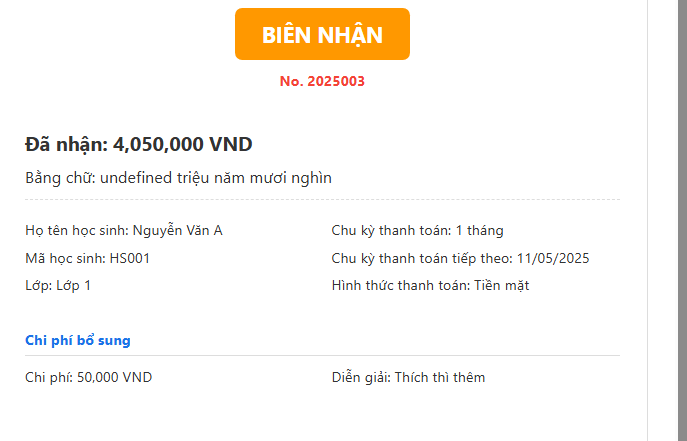 BIÊN NHẬN
No. 2025003
Đã nhận: 4,050,000 VND
Bằng chữ: undefined triệu năm mươi nghìn
Họ tên học sinh: Nguyễn Văn A
Chu kỳ thanh toán: 1 tháng
Mã học sinh: HS001
Chu kỳ thanh toán tiếp theo: 11/05/2025
Lớp: Lớp 1
Hình thức thanh toán: Tiền mặt
Chi phí bổ sung
Chi phí: 50,000 VND
Diễn giải: Thích thì thêm